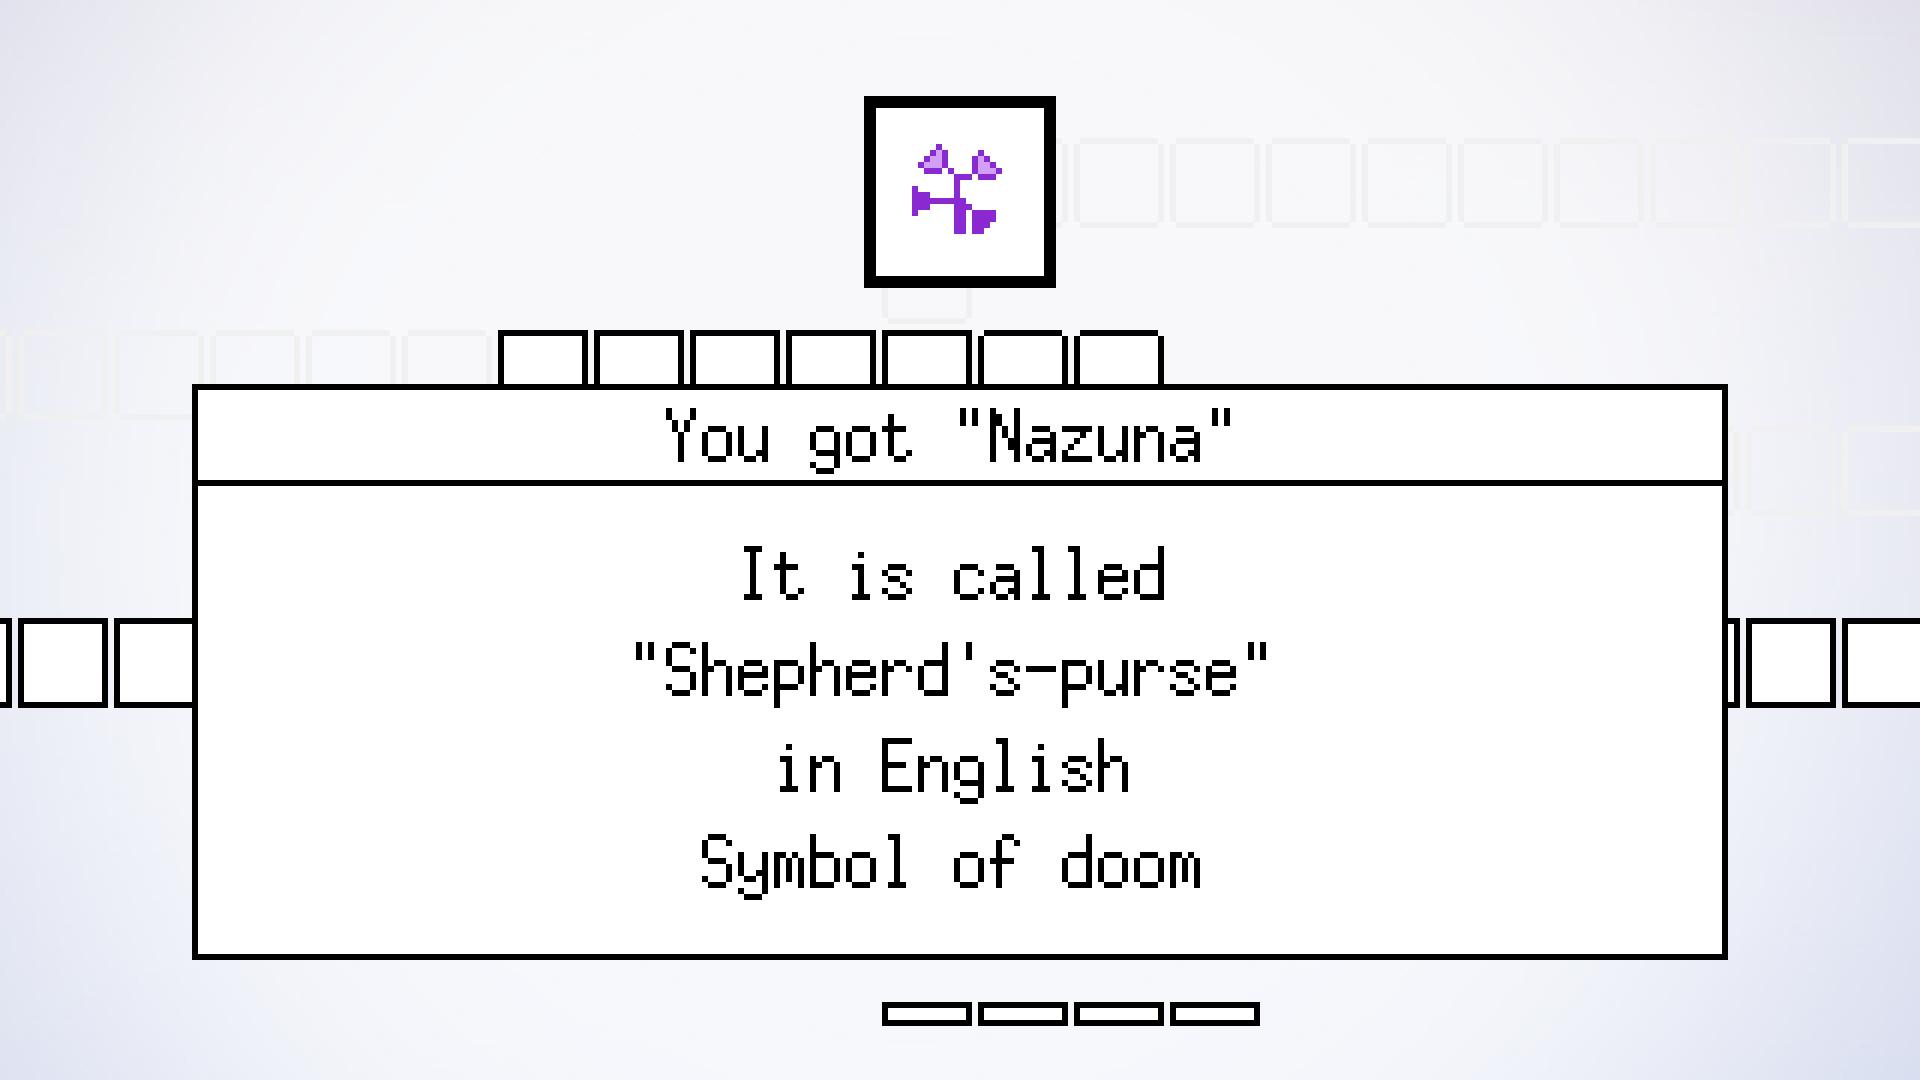 You got "Nazuna"
It is called
"Shepherd's-purse"
in English
Symbol of doom